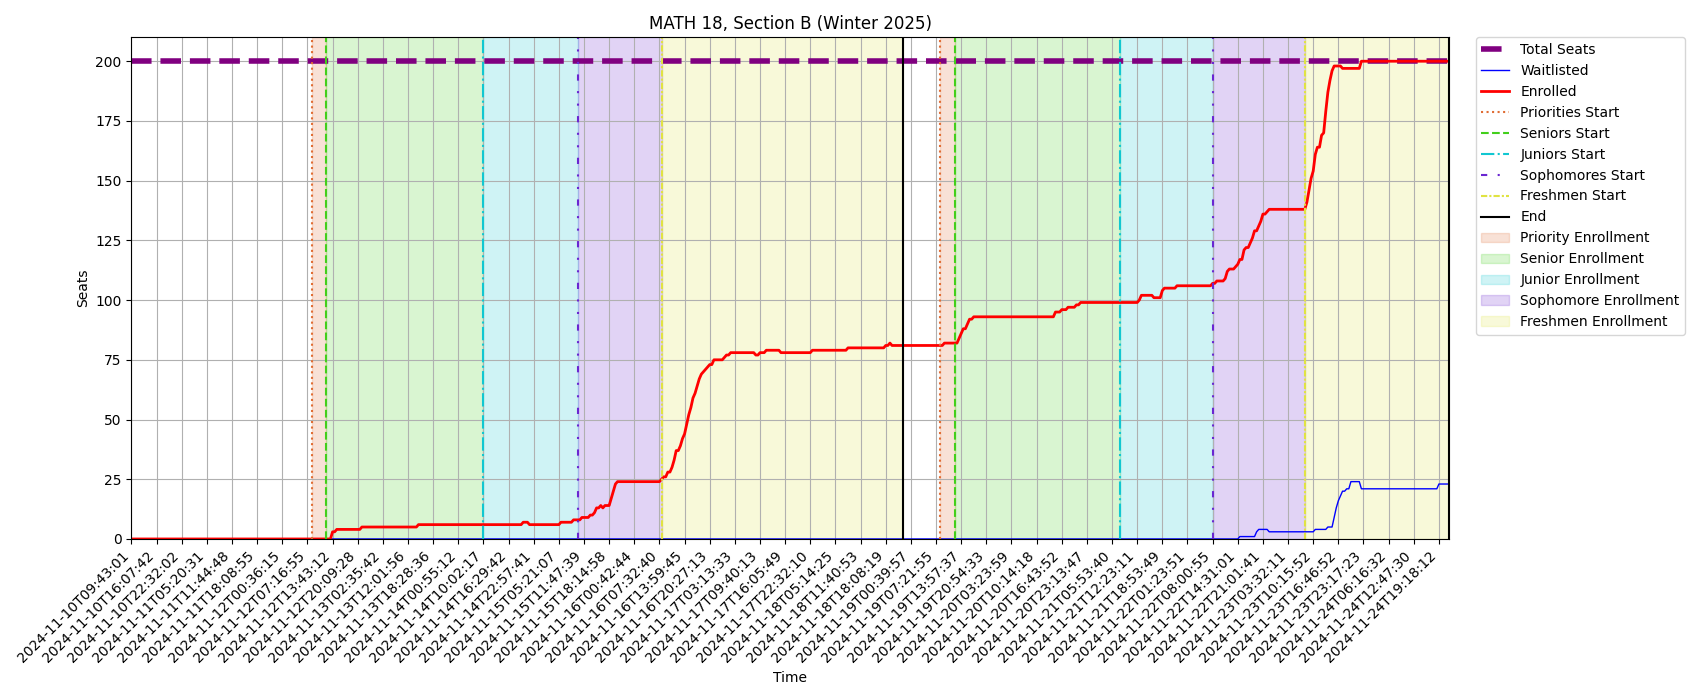 MATH 18, Section B (Winter 2025)
Seats
200
175
150
125
100
75
50
25
0
2024-11-10T09:43:01
2024-11-10T16:07:42
2024-11-10T22:32:02
2024-11-11T05:20:31
2024-11-11T11:44:48
2024-11-11T18:08:55
2024-11-12T00:36:15
2024-11-12T07:16:55
2024-11-12T13:43:12
2024-11-12T20:09:28
2024-11-13T02:35:42
2024-11-13T12:01:56
2024-11-13T18:28:36
2024-11-14T00:55:12
2024-11-14T10:02:17
2024-11-14T16:29:42
2024-11-14T22:57:41
2024-11-15T05:21:07
2024-11-15T11:47:39
2024-11-15T18:14:58
2024-11-16T00:42:44
2024-11-16T07:32:40
2024-11-16T13:59:45
2024-11-16T20:27:13
2024-11-17T03:13:33
2024-11-17T09:40:13
2024-11-17T16:05:49
2024-11-17T22:32:10
2024-11-18T05:14:25
2024-11-18T11:40:53
2024-11-18T18:08:19
2024-11-19T00:39:57
2024-11-19T07:21:55
2024-11-19T13:57:37
2024-11-19T20:54:33
2024-11-20T03:23:59
2024-11-20T10:14:18
2024-11-20T16:43:52
2024-11-20T23:13:47
2024-11-21T05:53:40
2024-11-21T12:23:11
2024-11-21T18:53:49
2024-11-22T01:23:51
2024-11-22T08:00:55
2024-11-22T14:31:01
2024-11-22T21:01:41
2024-11-23T03:32:11
2024-11-23T10:15:52
2024-11-23T16:46:52
2024-11-23T23:17:23
2024-11-24T06:16:32
2024-11-24T12:47:30
2024-11-24T19:18:12
Time
Total Seats
Waitlisted
Enrolled
Priorities Start
Seniors Start
Juniors Start
Sophomores Start
Freshmen Start
End
Priority Enrollment
Senior Enrollment
Junior Enrollment
Sophomore Enrollment
Freshmen Enrollment